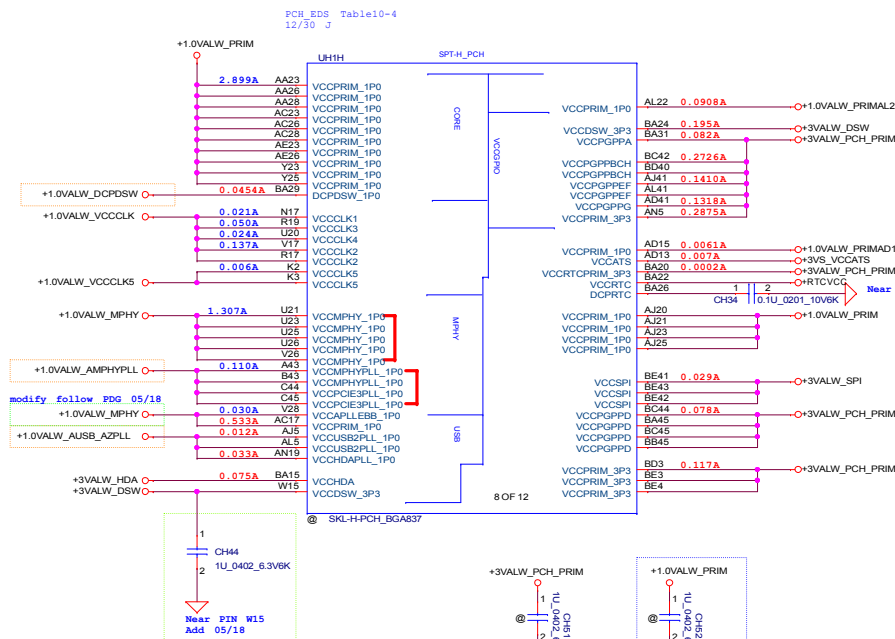 PCH_EDS Table10-4
12/30 J
+1.0VALW_PRIM
UH1H
SPT-H_PCH
2.899A AA23 VCCPRIM_1P0
AA26 VCCPRIM_1P0
AA28 VCCPRIM_1P0
AC23 VCCPRIM_1P0
AC26 VCCPRIM_1P0
AC28 VCCPRIM_1P0
AE23 VCCPRIM_1P0
AE26 VCCPRIM_1P0
Y23 VCCPRIM_1P0
Y25 VCCPRIM_1P0
+1.0VALW_DCPDSW 0.0454A BA29 DCPDSW_1P0
+1.0VALW_VCCCLK 0.021A N17 VCCCLK1
0.050A R19 VCCCLK3
0.024A U20 VCCCLK4
0.137A V17 VCCCLK2
R17 VCCCLK2
0.006A K2 VCCCLK5
+1.0VALW_VCCCLK5 K3 VCCCLK5
+1.0VALW_MPHY 1.307A U21 VCCMPHY_1P0
U23 VCCMPHY_1P0
U25 VCCMPHY_1P0
U26 VCCMPHY_1P0
V26 VCCMPHY_1P0
+1.0VALW_AMPHYPLL 0.110A A43 VCCMPHYPLL_1P0
B43 VCCMPHYPLL_1P0
C44 VCCPCIE3PLL_1P0
C45 VCCPCIE3PLL_1P0
modify follow PDG 05/18
+1.0VALW_MPHY 0.030A V28 VCCAPLLEBB_1P0
0.533A AC17 VCCPRIM_1P0
+1.0VALW_AUSB_AZPLL 0.012A AJ5 VCCUSB2PLL_1P0
AL5 VCCUSB2PLL_1P0
0.033A AN19 VCCHDAPLL_1P0
+3VALW_HDA 0.075A BA15 VCCHDA
+3VALW_DSW W15 VCCDSW_3P3
CORE
VCCGPIO
MPHY
USB
VCCPRIM_1P0 AL22 0.0908A +1.0VALW_PRIMAL2
VCCDSW_3P3 BA24 0.195A +3VALW_DSW
VCCPGPPA BA31 0.082A +3VALW_PCH_PRIM
VCCPGPPBCH BC42 0.2726A
VCCPGPPBCH BD40
VCCPGPPEF AJ41 0.1410A
VCCPGPPEF AL41
VCCPGPPG AD41 0.1318A
VCCPRIM_3P3 AN5 0.2875A
VCCPRIM_1P0 AD15 0.0061A +1.0VALW_PRIMAD1
VCCATS AD13 0.007A +3VS_VCCATS
VCCRTCPRIM_3P3 BA20 0.0002A +3VALW_PCH_PRIM
VCCRTC BA22 +RTCVCC
DCPRTC BA26 1 2 Near
CH34 0.1U_0201_10V6K
VCCPRIM_1P0 AJ20 +1.0VALW_PRIM
VCCPRIM_1P0 AJ21
VCCPRIM_1P0 AJ23
VCCPRIM_1P0 AJ25
VCCSPI BE41 0.029A +3VALW_SPI
VCCSPI BE43
VCCSPI BE42
VCCPGPPD BC44 0.078A +3VALW_PCH_PRIM
VCCPGPPD BA45
VCCPGPPD BC45
VCCPGPPD BB45
VCCPRIM_3P3 BD3 0.117A +3VALW_PCH_PRIM
VCCPRIM_3P3 BE3
VCCPRIM_3P3 BE4
8 OF 12
@ SKL-H-PCH_BGA837
1
CH44
1U_0402_6.3V6K
2
Near PIN W15
Add 05/18
+3VALW_PCH_PRIM
1
@
CH51
2
+1.0VALW_PRIM
1
@
CH52
2